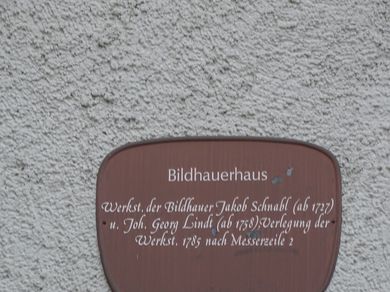 Bildhauerhaus
Werkst. der Bildhauer Jakob Schnabl (ab 1727)
u. Joh. Georg Lindt (ab 1758) Verlegung der
Werkst. 1785 nach Messerzeile 2